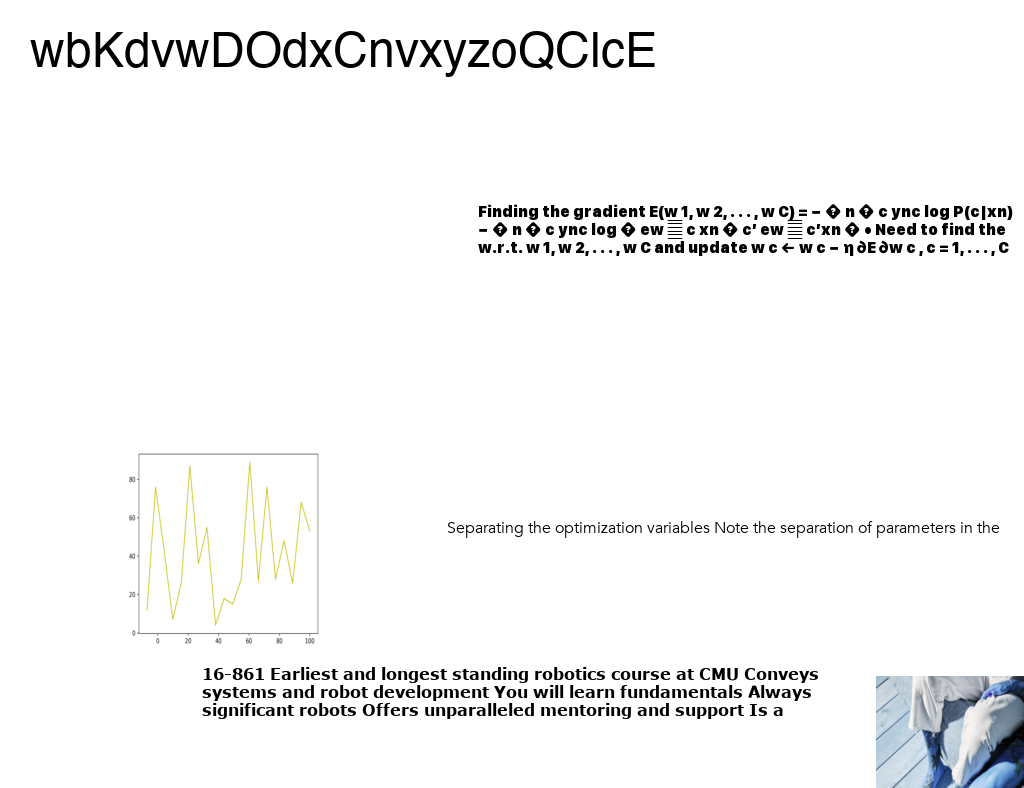 wbKdvwDOdxCnvxyzoQClcE
Finding the gradient E(w 1, w 2, . . . , w C) = − � n � c ync log P(c|xn)
− � n � c ync log � ew c xn � c′ ew c′xn � • Need to find the
w.r.t. w 1, w 2, . . . , w C and update w c ← w c − η ∂E ∂w c , c = 1, . . . , C
80
60
40
20
0
0 20 40 60 80 100
Separating the optimization variables Note the separation of parameters in the
16-861 Earliest and longest standing robotics course at CMU Conveys
systems and robot development You will learn fundamentals Always
significant robots Offers unparalleled mentoring and support Is a